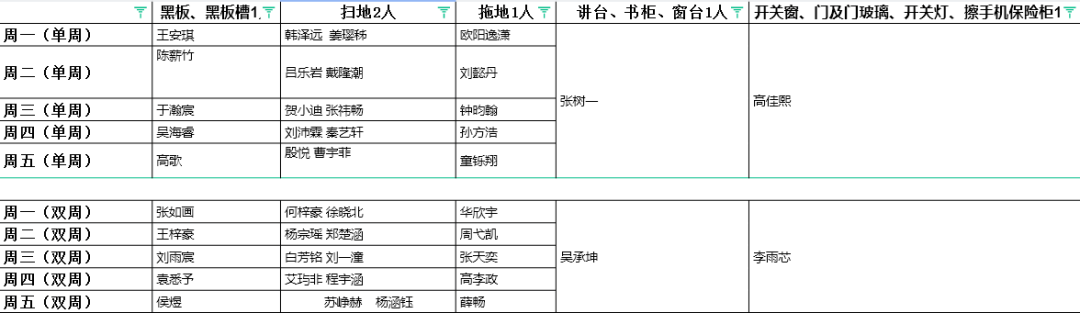 黑板、黑板槽1 扫地2人 拖地1人 讲台、书柜、窗台1人 开关窗、门及门玻璃、开关灯、擦手机保险柜1
周一（单周） 王安琪 韩泽远 姜璎秭 欧阳逸潇
周二（单周） 陈薪竹 吕乐岩 戴隆潮 刘懿丹
张树一 高佳熙
周三（单周） 于瀚宸 贺小迪 张祎畅 钟昀翰
周四（单周） 吴海睿 刘沛霖 秦艺轩 孙方浩
周五（单周） 高歌 殷悦 曹宇菲 童铄翔
周一（双周） 张如画 何梓豪 徐晓北 华欣宇
周二（双周） 王梓豪 杨宗瑶 郑楚涵 周弋凯
周三（双周） 刘雨宸 白芳铭 刘一潼 张天奕 吴承坤 李雨芯
周四（双周） 袁悉予 艾玙非 程宇涵 高李政
周五（双周） 侯煜 苏峥赫 杨涵钰 薛畅